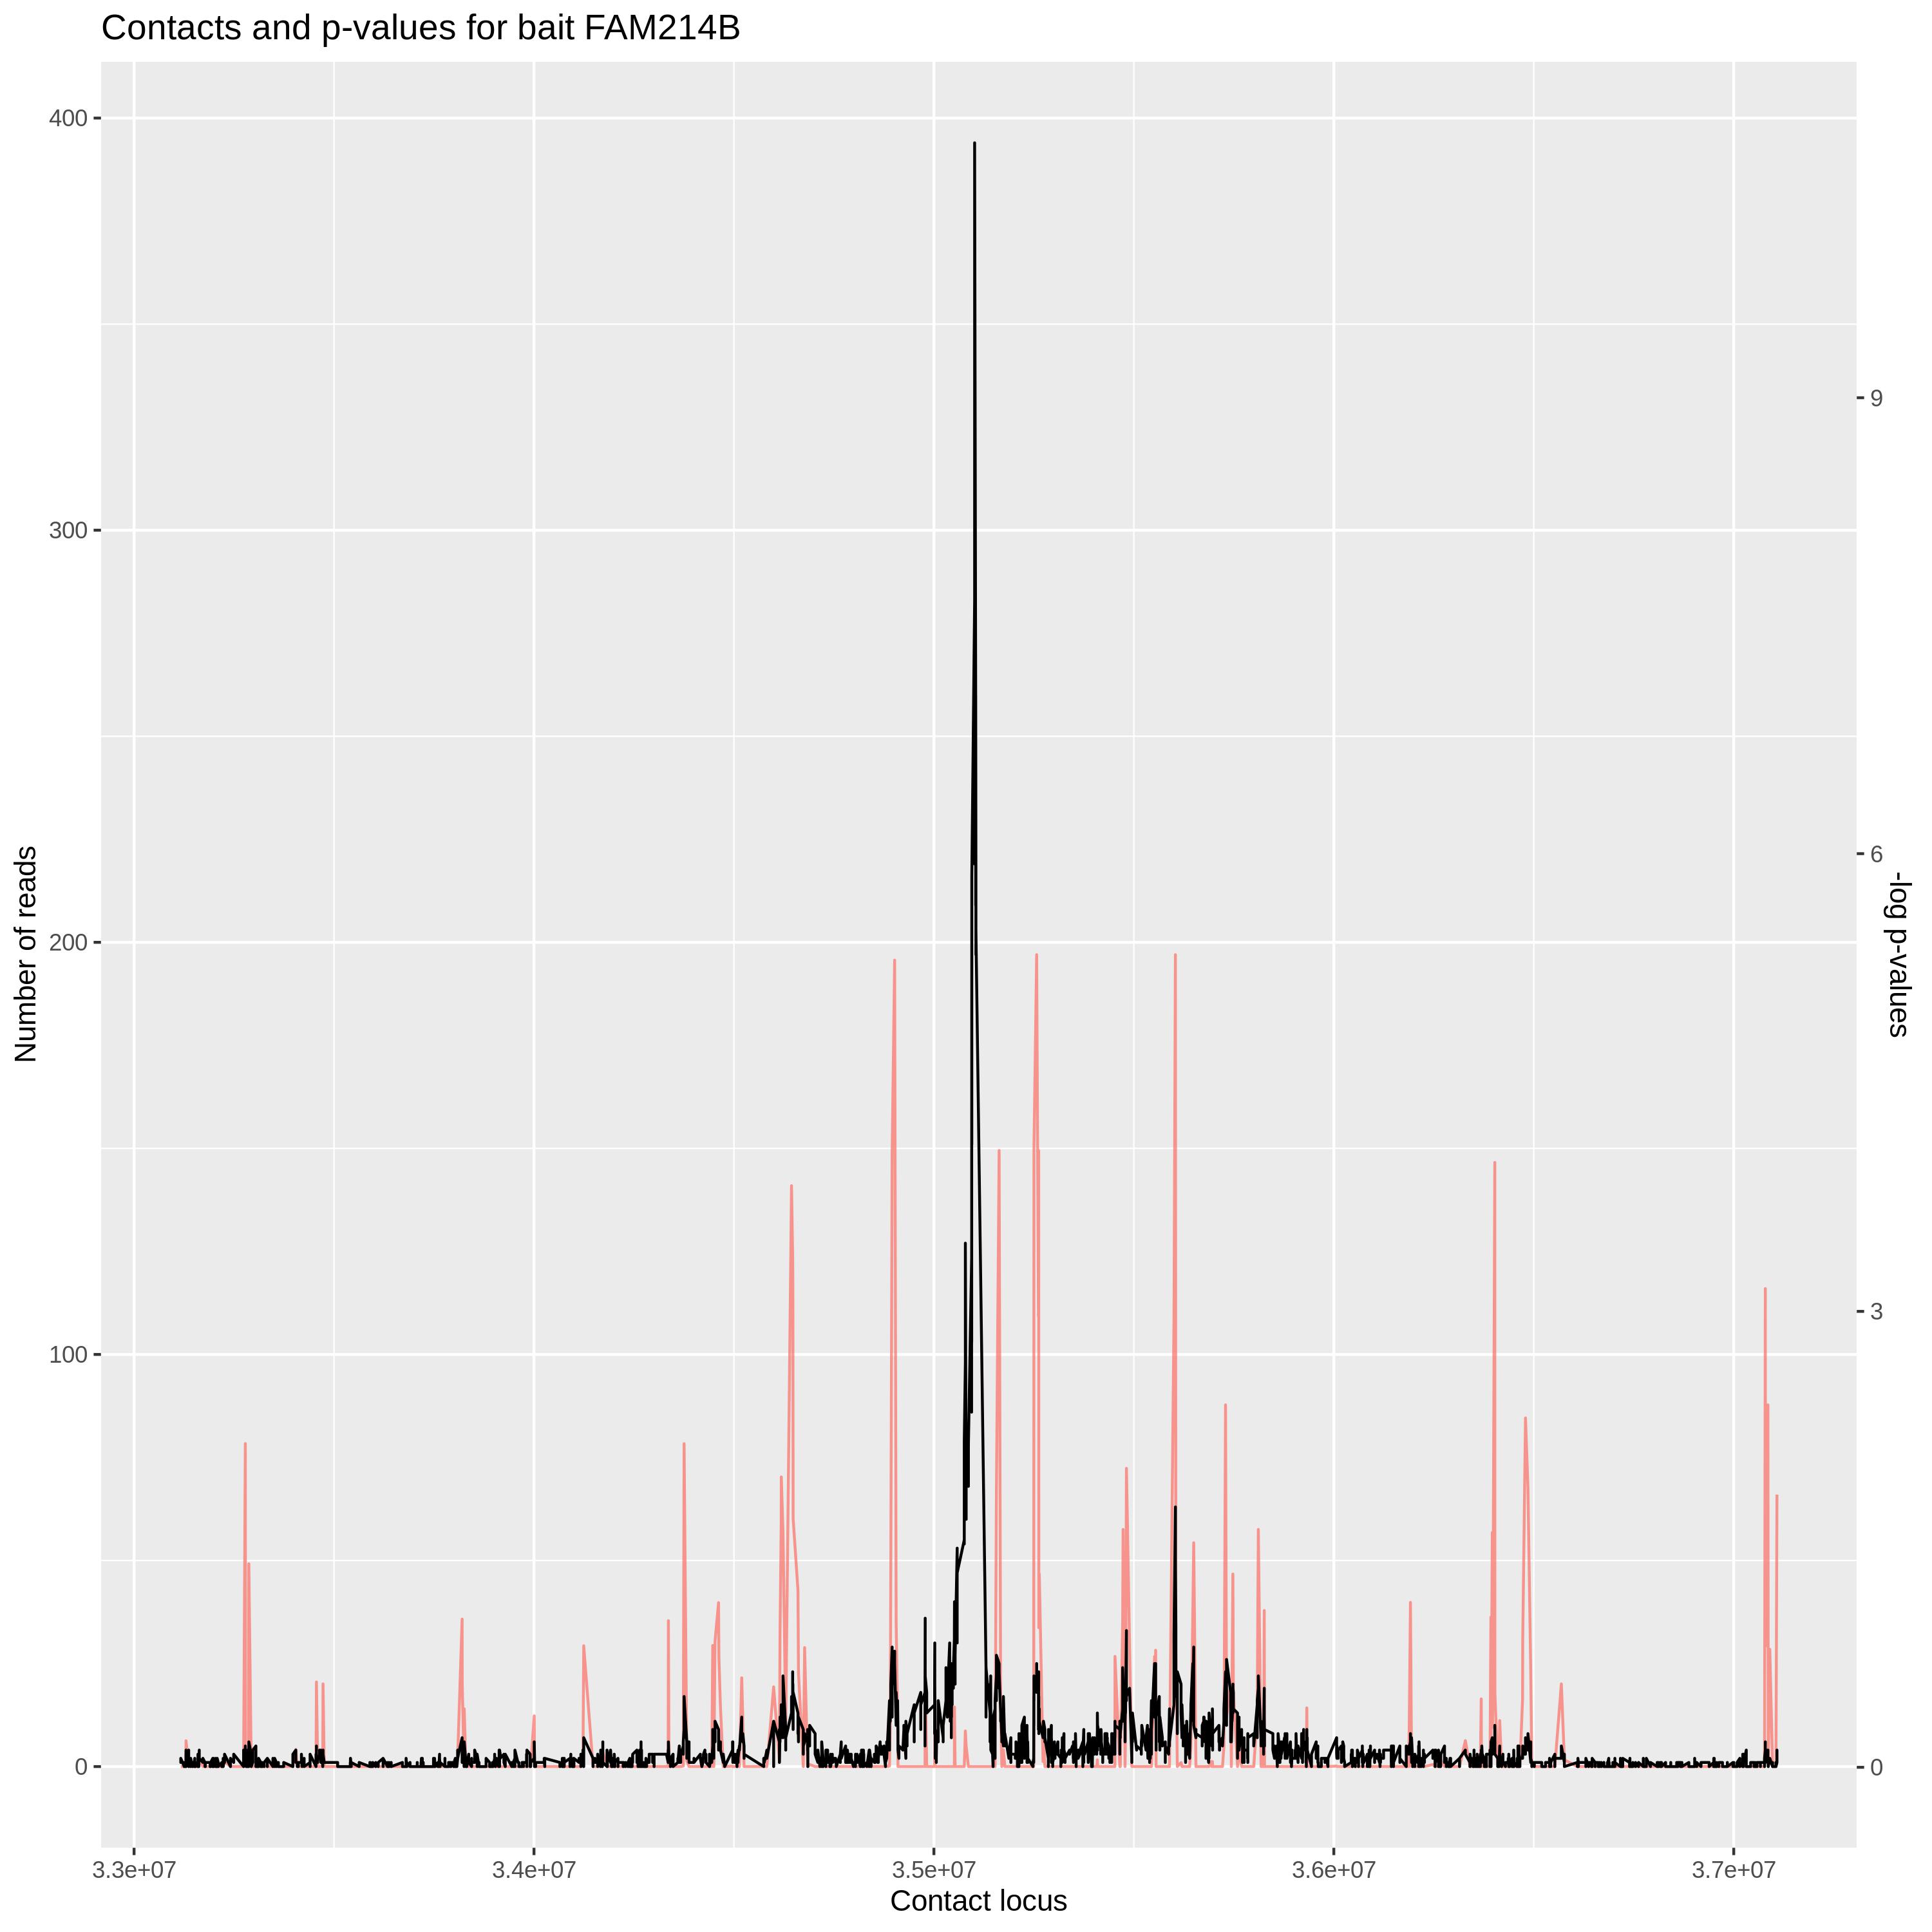 Contacts and p-values for bait FAM214B
400
300
200
100
0
Number of reads
9
6
3
0
-log p-values
3.3e+07
3.4e+07
3.5e+07
3.6e+07
3.7e+07
Contact locus